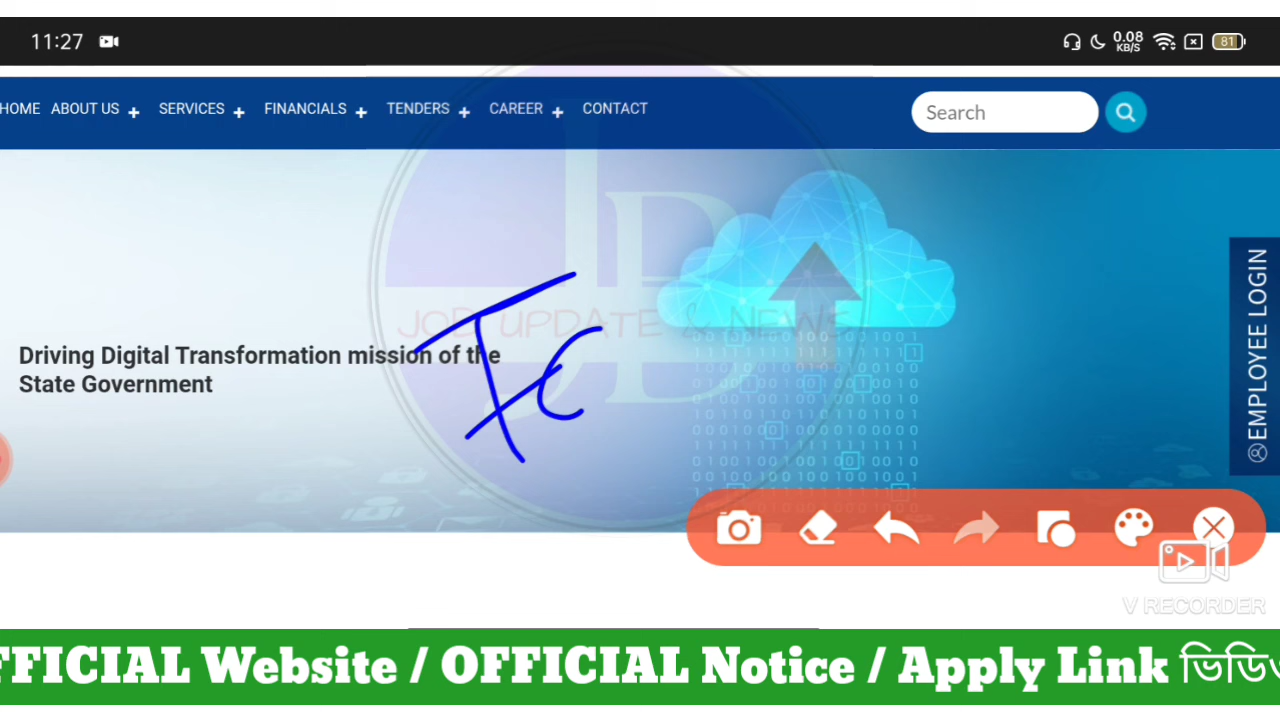 11:27 0.08 KB/S 81
HOME ABOUT US + SERVICES + FINANCIALS + TENDERS + CAREER + CONTACT Search
JOB UPDATE & NEWS
Driving Digital Transformation mission of the
State Government
EMPLOYEE LOGIN
V RECORDER
FFICIAL Website / OFFICIAL Notice / Apply Link